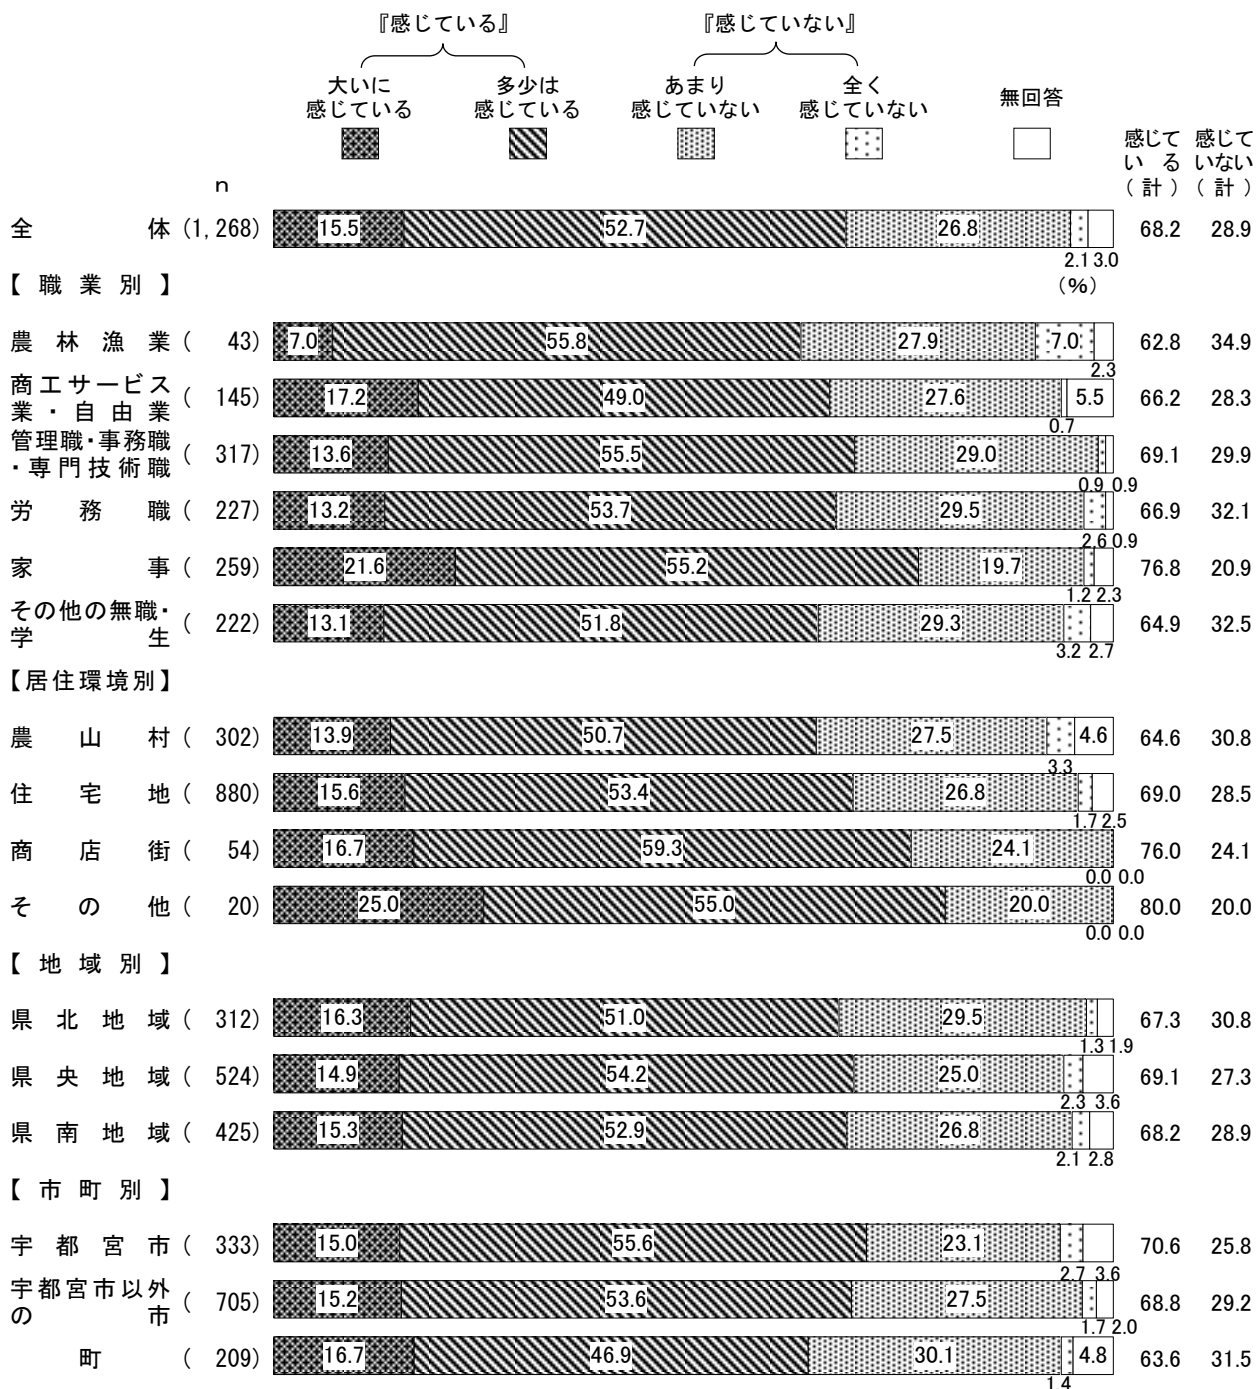 『感じている』 『感じていない』
大いに 多少は あまり 全く
感じている 感じている 感じていない 感じていない 無回答
感じて 感じて
い る いない
n （計） （計）
全 体 (1,268) 15.5 52.7 26.8 68.2 28.9
2.1 3.0
【職業別】 (%)
農林漁業 ( 43) 7.0 55.8 27.9 7.0 62.8 34.9
2.3
商工サービス
業・自由業 ( 145) 17.2 49.0 27.6 5.5 66.2 28.3
0.7
管理職・事務職
・専門技術職 ( 317) 13.6 55.5 29.0 69.1 29.9
0.9 0.9
労務職 ( 227) 13.2 53.7 29.5 66.9 32.1
2.6 0.9
家事 ( 259) 21.6 55.2 19.7 76.8 20.9
1.2 2.3
その他の無職・
学生 ( 222) 13.1 51.8 29.3 64.9 32.5
3.2 2.7
【居住環境別】
農山村 ( 302) 13.9 50.7 27.5 4.6 64.6 30.8
3.3
住宅地 ( 880) 15.6 53.4 26.8 69.0 28.5
1.7 2.5
商店街 ( 54) 16.7 59.3 24.1 76.0 24.1
0.0 0.0
その他 ( 20) 25.0 55.0 20.0 80.0 20.0
0.0 0.0
【地域別】
県北地域 ( 312) 16.3 51.0 29.5 67.3 30.8
1.3 1.9
県央地域 ( 524) 14.9 54.2 25.0 69.1 27.3
2.3 3.6
県南地域 ( 425) 15.3 52.9 26.8 68.2 28.9
2.1 2.8
【市町別】
宇都宮市 ( 333) 15.0 55.6 23.1 70.6 25.8
2.7 3.6
宇都宮市以外
の市 ( 705) 15.2 53.6 27.5 68.8 29.2
1.7 2.0
町 ( 209) 16.7 46.9 30.1 4.8 63.6 31.5
1.4